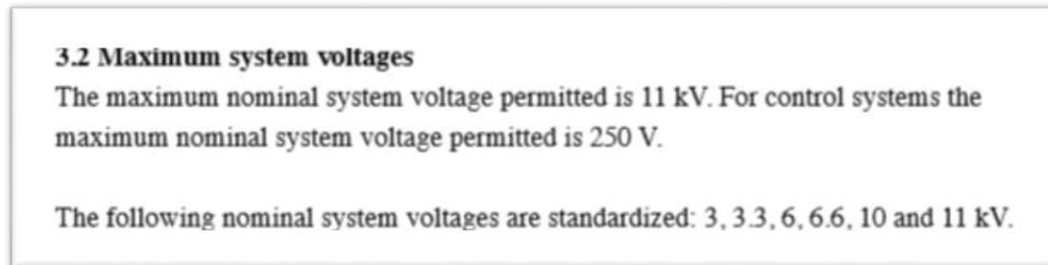 3.2 Maximum system voltages
The maximum nominal system voltage permitted is 11 kV. For control systems the
maximum nominal system voltage permitted is 250 V.
The following nominal system voltages are standardized: 3, 3.3, 6, 6.6, 10 and 11 kV.